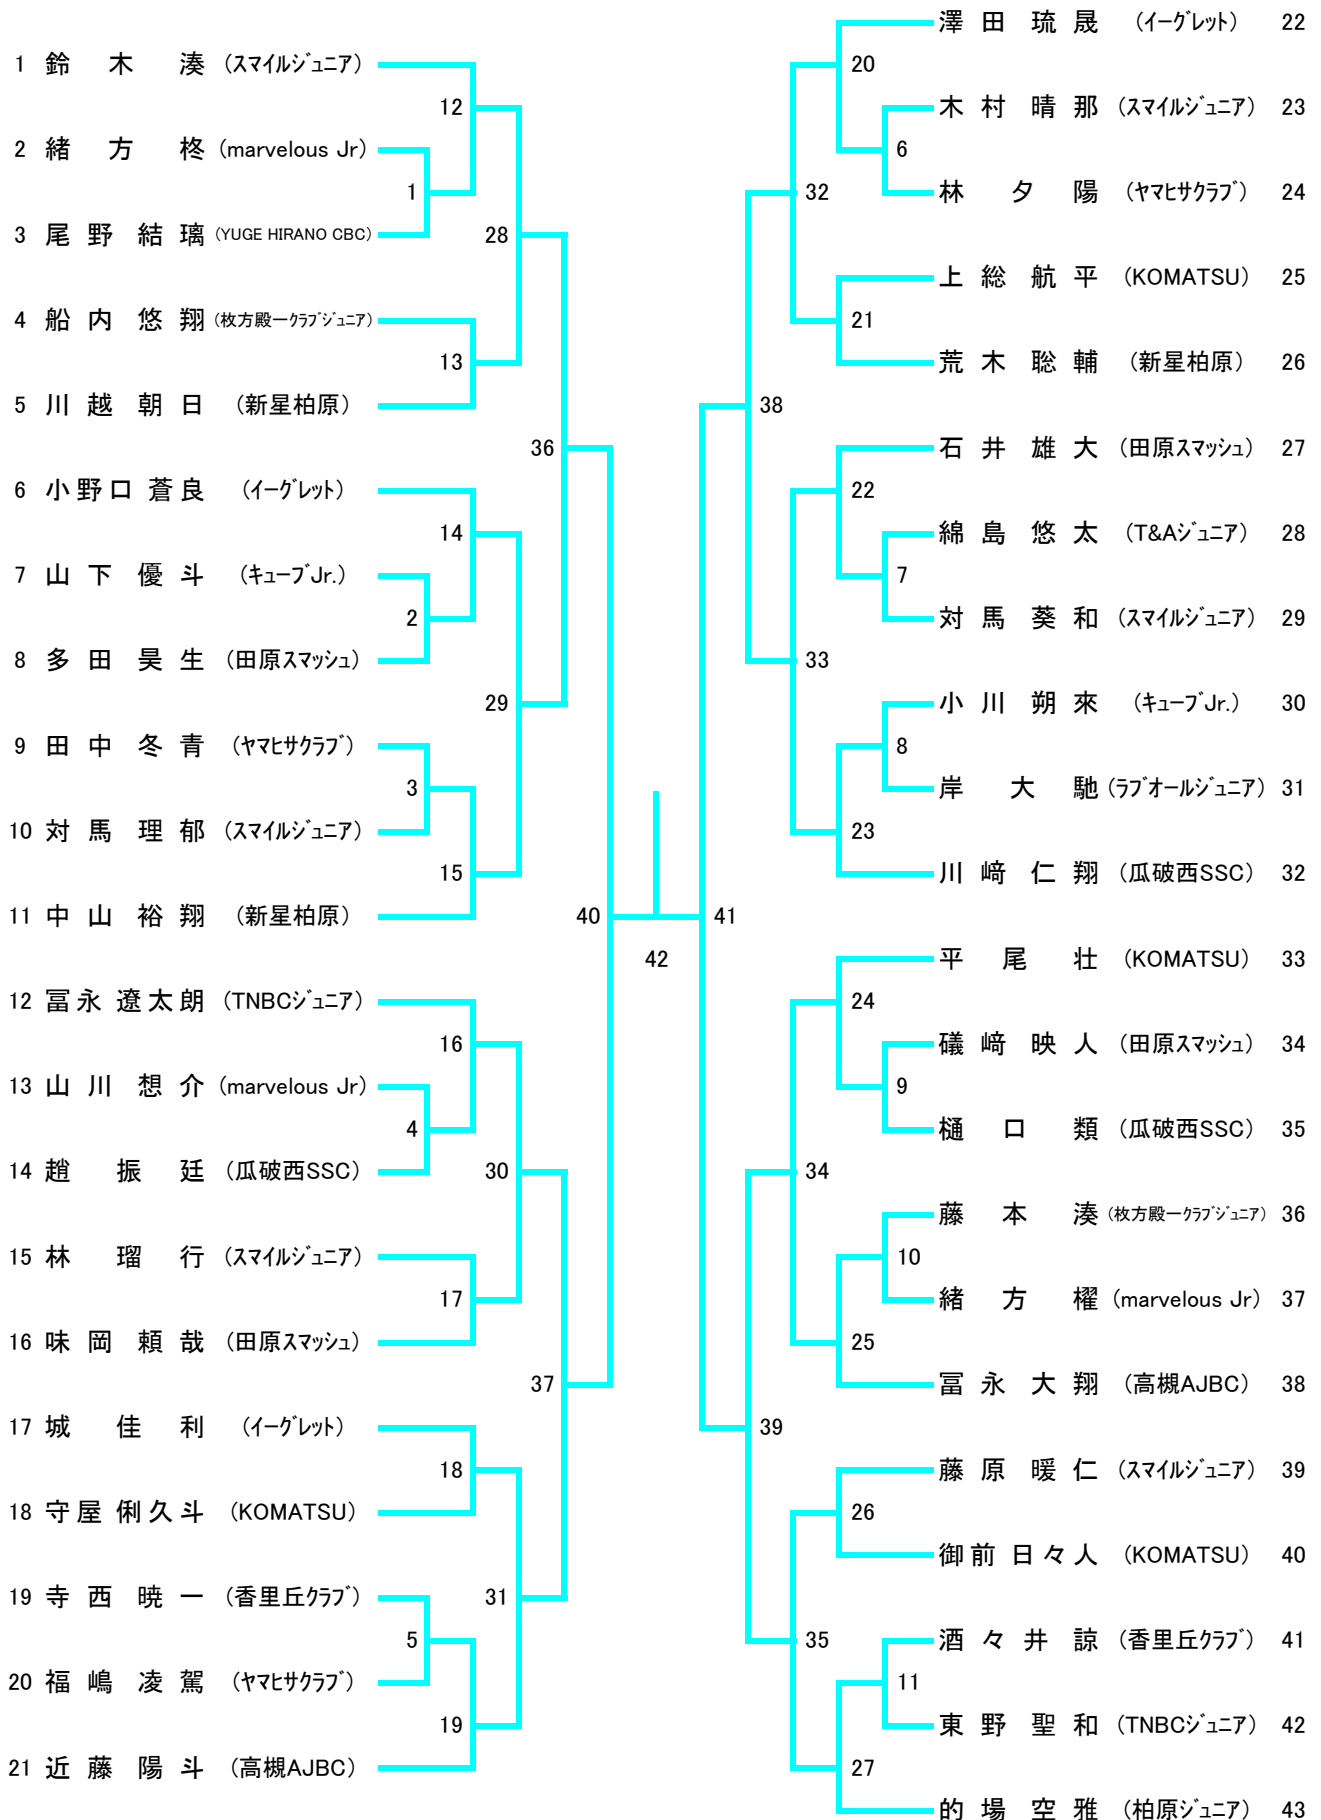 1 鈴木 湊 (スマイルジュニア)
12
2 緒方 柊 (marvelous Jr)
1
3 尾野 結璃 (YUGE HIRANO CBC)
28
4 船内 悠翔 (枚方殿一クラブジュニア)
13
5 川越 朝日 (新星柏原)
36
6 小野口 蒼良 (イーグレット)
14
7 山下 優斗 (キューブJr.)
2
8 多田 昊生 (田原スマッシュ)
29
9 田中 冬青 (ヤマヒサクラブ)
3
10 対馬 理郁 (スマイルジュニア)
15
11 中山 裕翔 (新星柏原)
40
12 冨永 遼太朗 (TNBCジュニア)
16
13 山川 想介 (marvelous Jr)
4
14 趙 振廷 (瓜破西SSC)
30
15 林 瑠行 (スマイルジュニア)
17
16 味岡 頼哉 (田原スマッシュ)
37
17 城 佳利 (イーグレット)
18
18 守屋 俐久斗 (KOMATSU)
19 寺西 暁一 (香里丘クラブ)
31
5
20 福嶋 凌駕 (ヤマヒサクラブ)
19
21 近藤 陽斗 (高槻AJBC)
42
澤田 琉晟 (イーグレット) 22
20
木村 晴那 (スマイルジュニア) 23
6
林 夕陽 (ヤマヒサクラブ) 24
32
上総 航平 (KOMATSU) 25
21
荒木 聡輔 (新星柏原) 26
38
石井 雄大 (田原スマッシュ) 27
22
綿島 悠太 (T&Aジュニア) 28
7
対馬 葵和 (スマイルジュニア) 29
33
小川 朔來 (キューブJr.) 30
8
岸 大馳 (ラブオールジュニア) 31
23
川﨑 仁翔 (瓜破西SSC) 32
41
平尾 壮 (KOMATSU) 33
24
礒﨑 映人 (田原スマッシュ) 34
9
樋口 類 (瓜破西SSC) 35
34
藤本 湊 (枚方殿一クラブジュニア) 36
10
緒方 櫂 (marvelous Jr) 37
25
冨永 大翔 (高槻AJBC) 38
39
藤原 暖仁 (スマイルジュニア) 39
26
御前 日々人 (KOMATSU) 40
35
酒々井 諒 (香里丘クラブ) 41
11
東野 聖和 (TNBCジュニア) 42
27
的場 空雅 (柏原ジュニア) 43